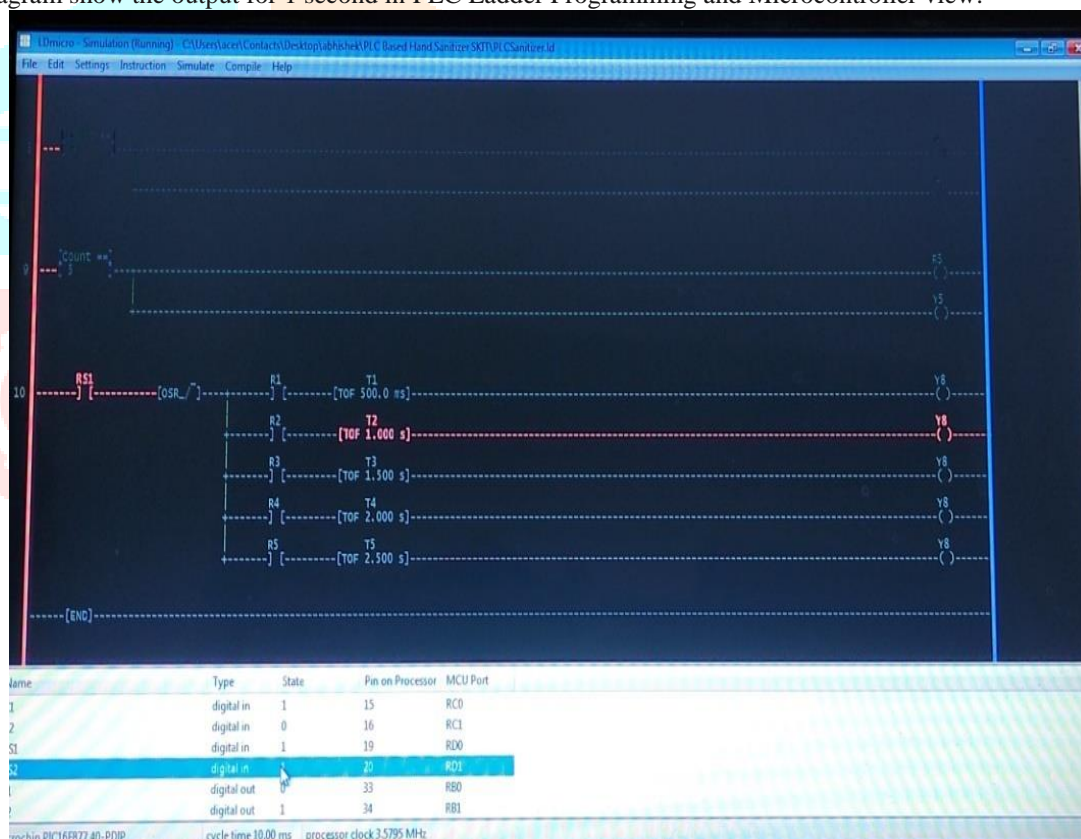 agram show the output for 1 second in PLC Ladder Programming and Microcontroller view.
LDmicro - Simulation (Running) - C:\Users\acer\Contacts\Desktop\abhishek\PLC Based Hand Sanitizer SKIT\PLCSanitizer.ld
File Edit Settings Instruction Simulate Compile Help
Count ==
9 5 R5
( )
Y5
( )
RS1 R1 T1 Y8
10 ] [ [OSR_/‾] ] [ [TOF 500.0 ms] ( )
R2 T2 Y8
] [ [TOF 1.000 s] ( )
R3 T3 Y8
] [ [TOF 1.500 s] ( )
R4 T4 Y8
] [ [TOF 2.000 s] ( )
R5 T5 Y8
] [ [TOF 2.500 s] ( )
[END]
Name Type State Pin on Processor MCU Port
1 digital in 1 15 RC0
2 digital in 0 16 RC1
S1 digital in 1 19 RD0
S2 digital in 20 RD1
digital out 0 33 RB0
digital out 1 34 RB1
rochip PIC16F877 40-PDIP cycle time 10.00 ms processor clock 3.5795 MHz